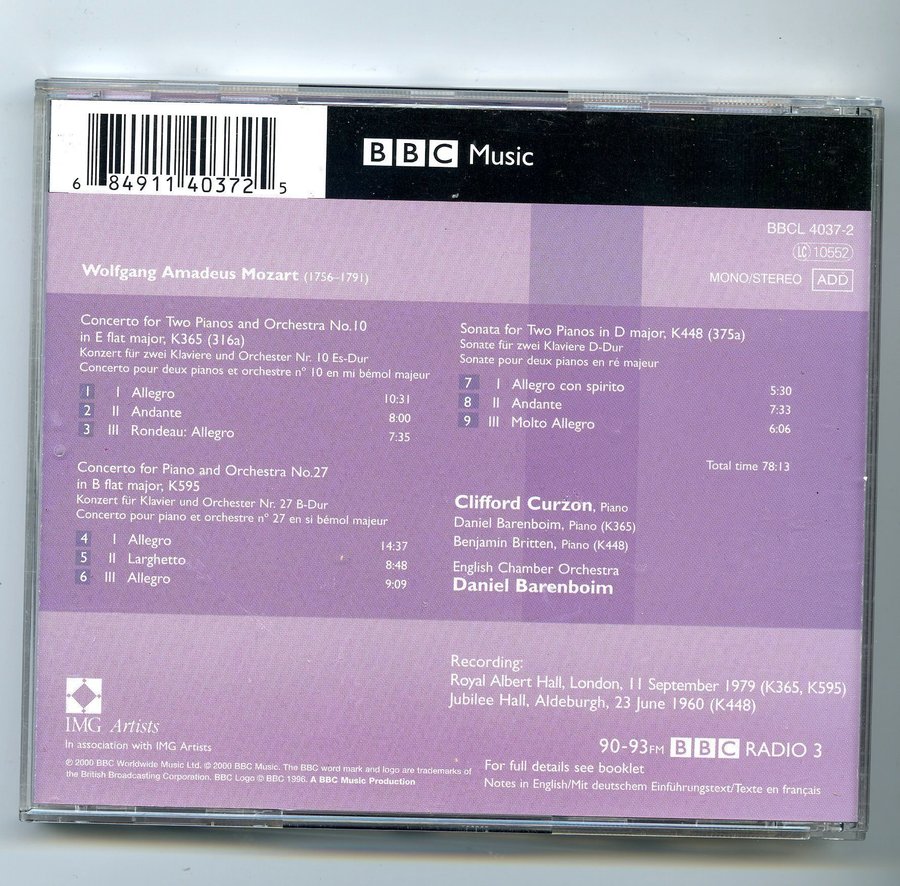 6 84911 40372 5
BBC Music
BBCL 4037-2
LC 10552
MONO/STEREO ADD
Wolfgang Amadeus Mozart (1756–1791)
Concerto for Two Pianos and Orchestra No.10
in E flat major, K365 (316a)
Konzert für zwei Klaviere und Orchester Nr. 10 Es-Dur
Concerto pour deux pianos et orchestre nº 10 en mi bémol majeur
1 I Allegro 10:31
2 II Andante 8:00
3 III Rondeau: Allegro 7:35
Concerto for Piano and Orchestra No.27
in B flat major, K595
Konzert für Klavier und Orchester Nr. 27 B-Dur
Concerto pour piano et orchestre nº 27 en si bémol majeur
4 I Allegro 14:37
5 II Larghetto 8:48
6 III Allegro 9:09
Sonata for Two Pianos in D major, K448 (375a)
Sonate für zwei Klaviere D-Dur
Sonate pour deux pianos en ré majeur
7 I Allegro con spirito 5:30
8 II Andante 7:33
9 III Molto Allegro 6:06
Total time 78:13
Clifford Curzon, Piano
Daniel Barenboim, Piano (K365)
Benjamin Britten, Piano (K448)
English Chamber Orchestra
Daniel Barenboim
Recording:
Royal Albert Hall, London, 11 September 1979 (K365, K595)
Jubilee Hall, Aldeburgh, 23 June 1960 (K448)
IMG Artists
In association with IMG Artists
℗ 2000 BBC Worldwide Music Ltd. © 2000 BBC Music. The BBC word mark and logo are trademarks of
the British Broadcasting Corporation. BBC Logo © BBC 1996. A BBC Music Production
90-93FM BBC RADIO 3
For full details see booklet
Notes in English/Mit deutschem Einführungstext/Texte en français